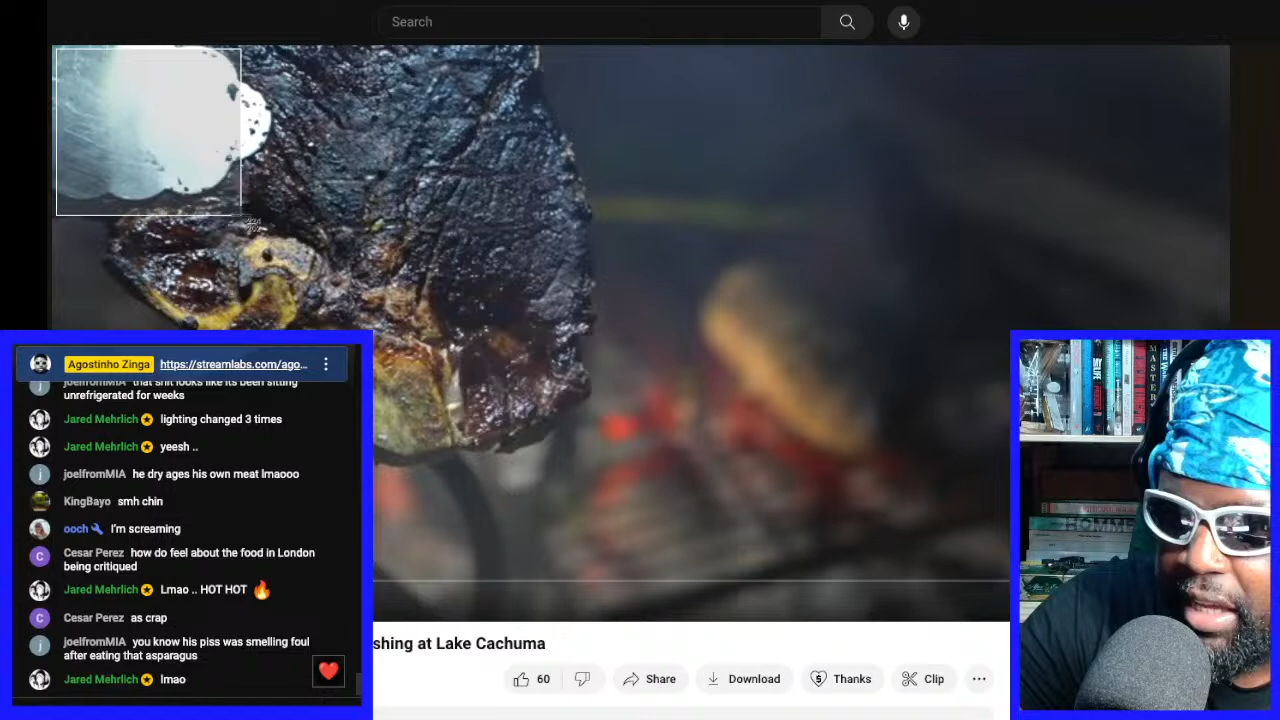 Search
Agostinho Zinga https://streamlabs.com/ago...
joelfromMIA that shit looks like its been sitting
unrefrigerated for weeks
Jared Mehrlich lighting changed 3 times
Jared Mehrlich yeesh ..
joelfromMIA he dry ages his own meat lmaooo
KingBayo smh chin
ooch I'm screaming
Cesar Perez how do feel about the food in London
being critiqued
Jared Mehrlich Lmao .. HOT HOT 🔥
Cesar Perez as crap
joelfromMIA you know his piss was smelling foul
after eating that asparagus
Jared Mehrlich lmao
shing at Lake Cachuma
60 Share Download Thanks Clip
MASTER
HOMME